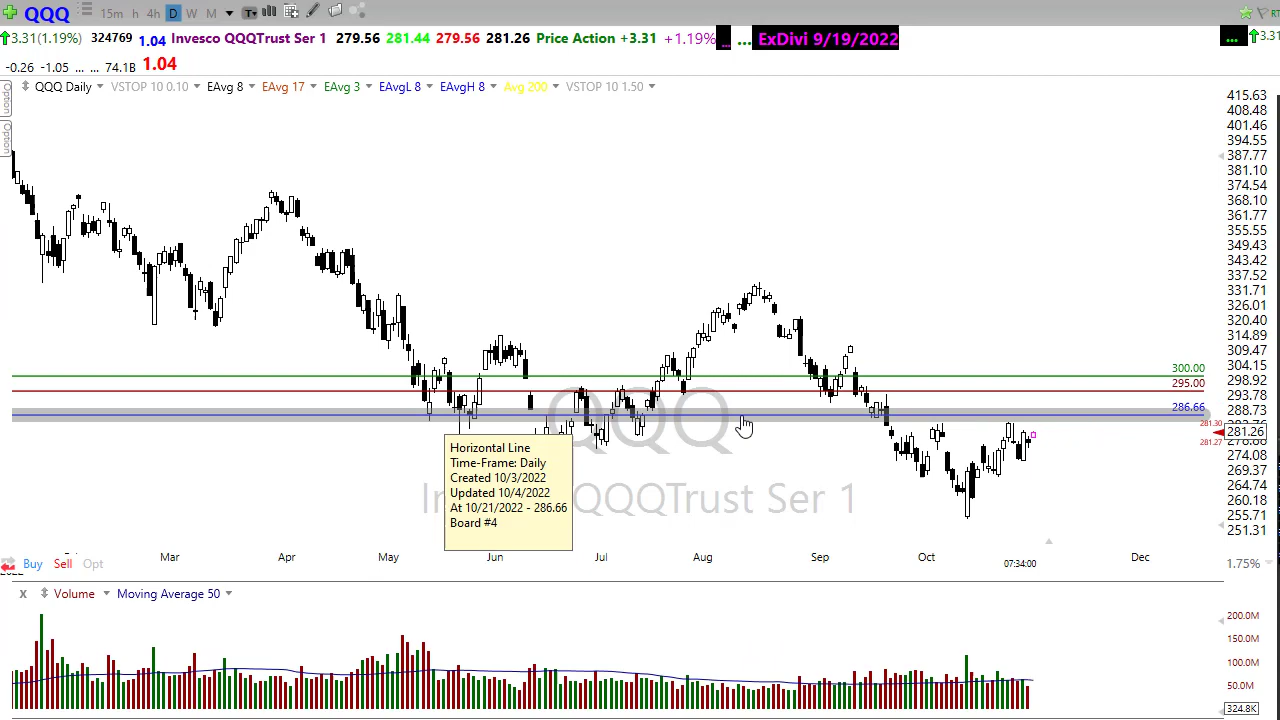 QQQ 15m h 4h D W M T RT
3.31(1.19%) 324769 1.04 Invesco QQQTrust Ser 1 279.56 281.44 279.56 281.26 Price Action +3.31 +1.19% ... ... ExDivi 9/19/2022 ... 3.31
-0.26 -1.05 ... ... 74.1B 1.04
QQQ Daily VSTOP 10 0.10 EAvg 8 EAvg 17 EAvg 3 EAvgL 8 EAvgH 8 Avg 200 VSTOP 10 1.50
Option
Option
415.63
408.48
401.46
394.55
387.77
381.10
374.54
368.10
361.77
355.55
349.43
343.42
337.52
331.71
326.01
320.40
314.89
309.47
304.15
298.92
293.78
288.73
281.26
274.08
269.37
264.74
260.18
255.71
251.31
300.00
295.00
286.66
281.30
281.27
QQQ
Invesco QQQTrust Ser 1
Horizontal Line
Time-Frame: Daily
Created 10/3/2022
Updated 10/4/2022
At 10/21/2022 - 286.66
Board #4
Mar Apr May Jun Jul Aug Sep Oct Dec
Buy Sell Opt 07:34:00 1.75%
X Volume Moving Average 50
200.0M
150.0M
100.0M
50.0M
324.8K